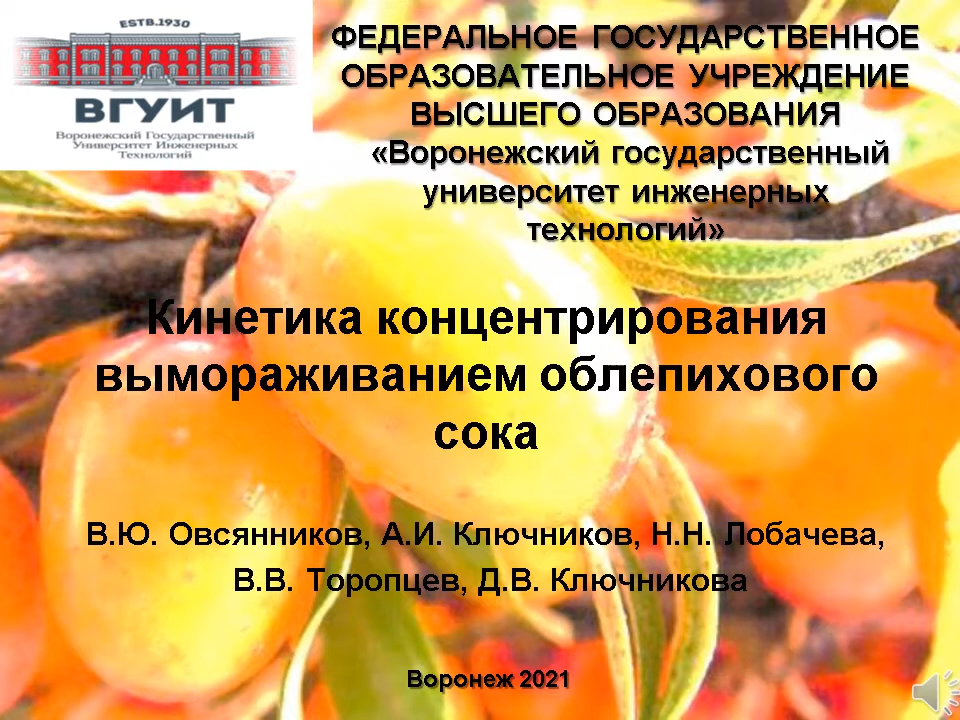 ESTB.1930
ВГУИТ
Воронежский Государственный
Университет Инженерных
Технологий
ФЕДЕРАЛЬНОЕ ГОСУДАРСТВЕННОЕ
ОБРАЗОВАТЕЛЬНОЕ УЧРЕЖДЕНИЕ
ВЫСШЕГО ОБРАЗОВАНИЯ
«Воронежский государственный
университет инженерных
технологий»
Кинетика концентрирования
вымораживанием облепихового
сока
В.Ю. Овсянников, А.И. Ключников, Н.Н. Лобачева,
В.В. Торопцев, Д.В. Ключникова
Воронеж 2021